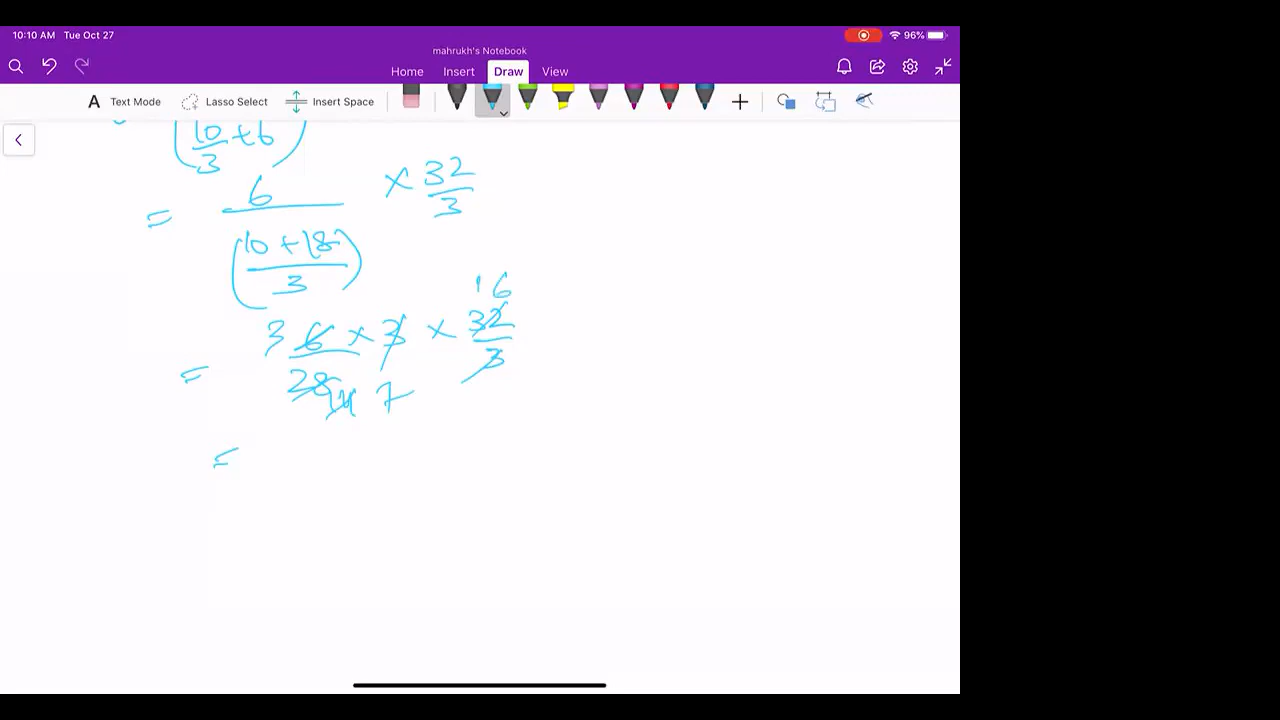 10:10 AM Tue Oct 27
96%
mahrukh's Notebook
Home Insert Draw View
A Text Mode Lasso Select Insert Space
(10/3 + 6)
= 6/((10 + 18)/3) × 32/3
16
= 3 6 × 3 × 32/3
28 14 7
=